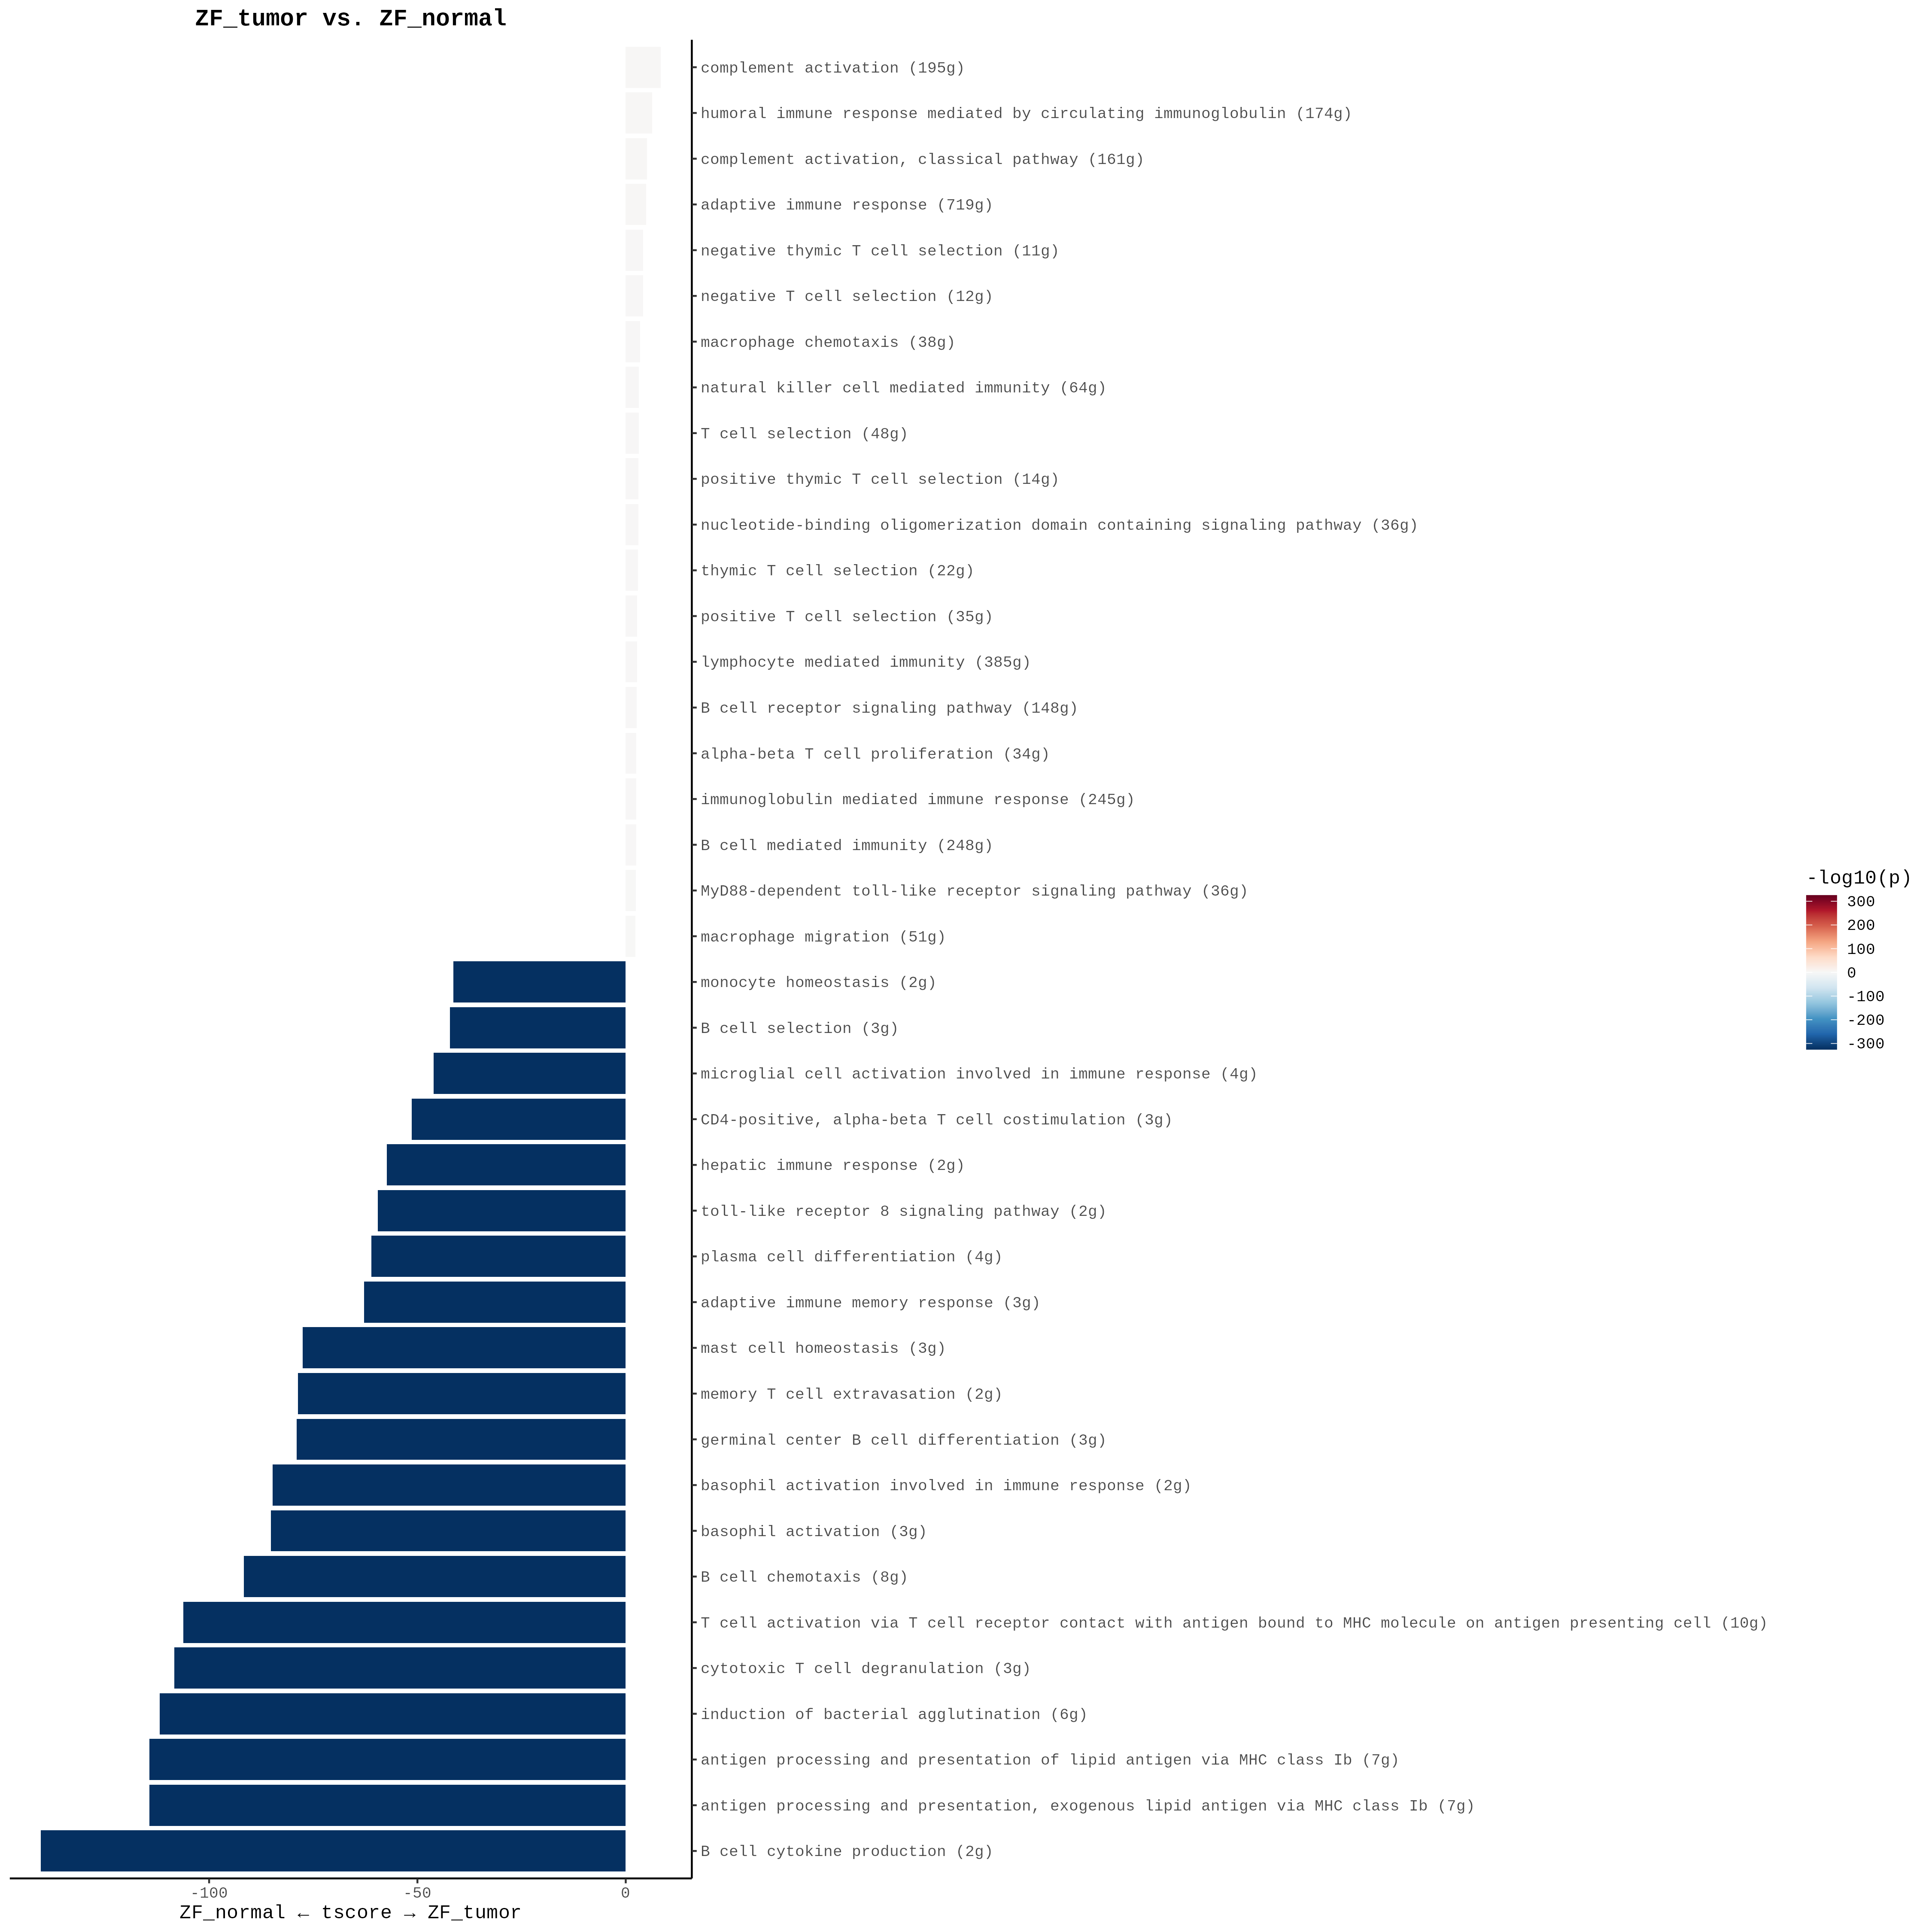 ZF_tumor vs. ZF_normal
complement activation (195g)
humoral immune response mediated by circulating immunoglobulin (174g)
complement activation, classical pathway (161g)
adaptive immune response (719g)
negative thymic T cell selection (11g)
negative T cell selection (12g)
macrophage chemotaxis (38g)
natural killer cell mediated immunity (64g)
T cell selection (48g)
positive thymic T cell selection (14g)
nucleotide-binding oligomerization domain containing signaling pathway (36g)
thymic T cell selection (22g)
positive T cell selection (35g)
lymphocyte mediated immunity (385g)
B cell receptor signaling pathway (148g)
alpha-beta T cell proliferation (34g)
immunoglobulin mediated immune response (245g)
B cell mediated immunity (248g)
MyD88-dependent toll-like receptor signaling pathway (36g)
macrophage migration (51g)
monocyte homeostasis (2g)
B cell selection (3g)
microglial cell activation involved in immune response (4g)
CD4-positive, alpha-beta T cell costimulation (3g)
hepatic immune response (2g)
toll-like receptor 8 signaling pathway (2g)
plasma cell differentiation (4g)
adaptive immune memory response (3g)
mast cell homeostasis (3g)
memory T cell extravasation (2g)
germinal center B cell differentiation (3g)
basophil activation involved in immune response (2g)
basophil activation (3g)
B cell chemotaxis (8g)
T cell activation via T cell receptor contact with antigen bound to MHC molecule on antigen presenting cell (10g)
cytotoxic T cell degranulation (3g)
induction of bacterial agglutination (6g)
antigen processing and presentation of lipid antigen via MHC class Ib (7g)
antigen processing and presentation, exogenous lipid antigen via MHC class Ib (7g)
B cell cytokine production (2g)
-100 -50 0
ZF_normal ← tscore → ZF_tumor
-log10(p)
300
200
100
0
-100
-200
-300